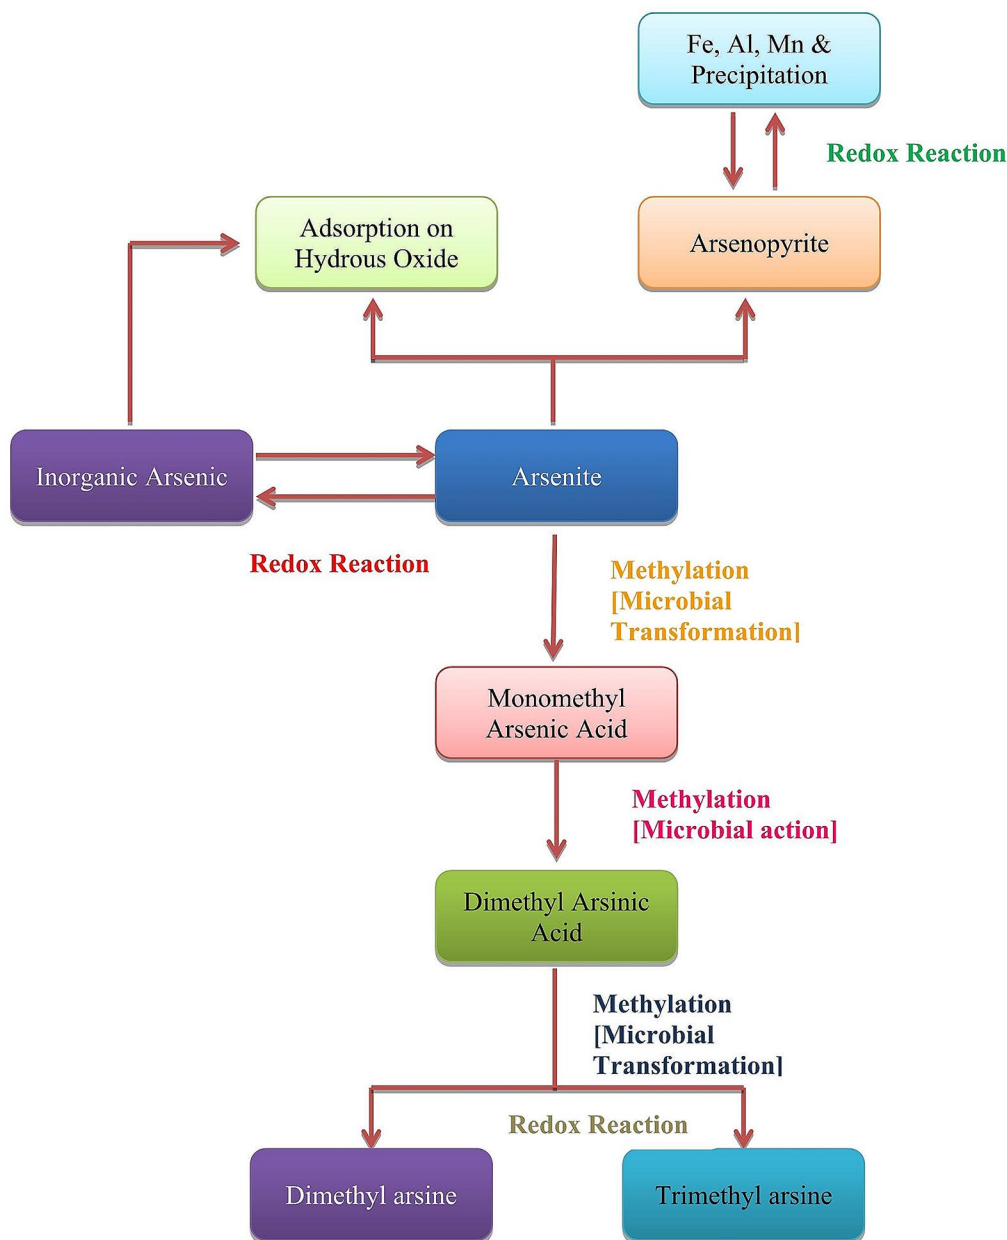 Fe, Al, Mn &
Precipitation
Redox Reaction
Adsorption on
Hydrous Oxide
Arsenopyrite
Inorganic Arsenic
Arsenite
Redox Reaction
Methylation
[Microbial
Transformation]
Monomethyl
Arsenic Acid
Methylation
[Microbial action]
Dimethyl Arsinic
Acid
Methylation
[Microbial
Transformation]
Redox Reaction
Dimethyl arsine
Trimethyl arsine